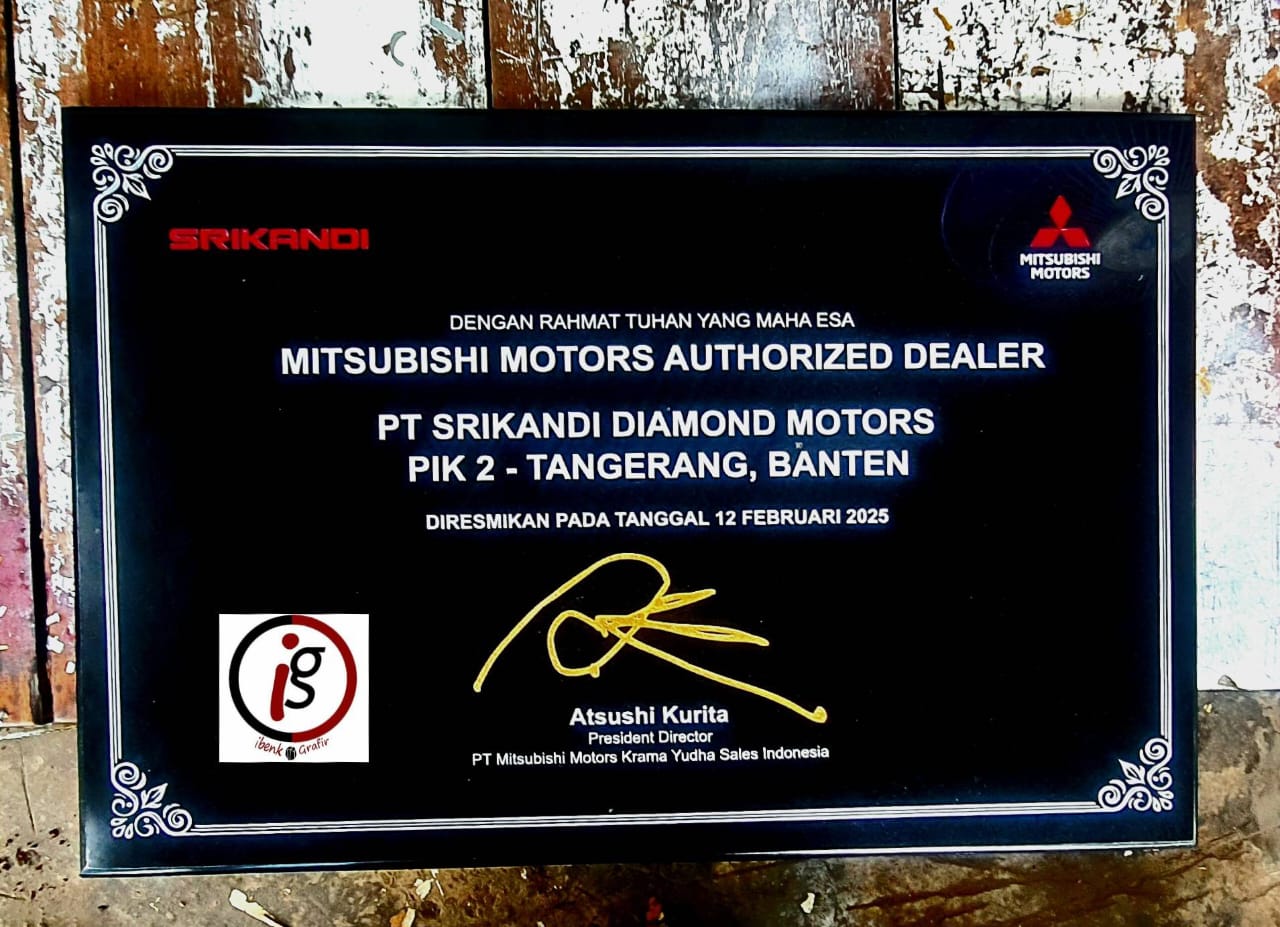 SRIKANDI
MITSUBISHI
MOTORS
DENGAN RAHMAT TUHAN YANG MAHA ESA
MITSUBISHI MOTORS AUTHORIZED DEALER
PT SRIKANDI DIAMOND MOTORS
PIK 2 - TANGERANG, BANTEN
DIRESMIKAN PADA TANGGAL 12 FEBRUARI 2025
ig
ibenk Grafir
Atsushi Kurita
President Director
PT Mitsubishi Motors Krama Yudha Sales Indonesia